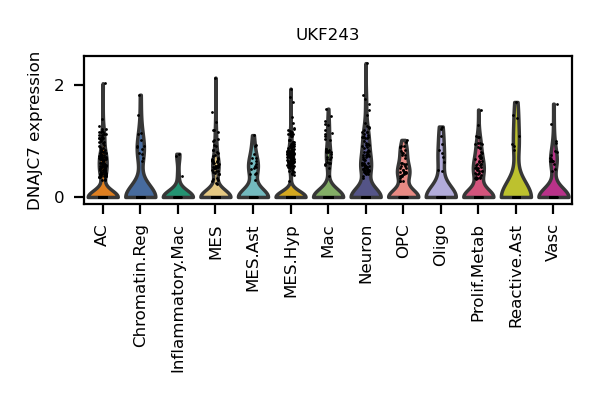 UKF243
DNAJC7 expression
2
0
AC
Chromatin.Reg
Inflammatory.Mac
MES
MES.Ast
MES.Hyp
Mac
Neuron
OPC
Oligo
Prolif.Metab
Reactive.Ast
Vasc